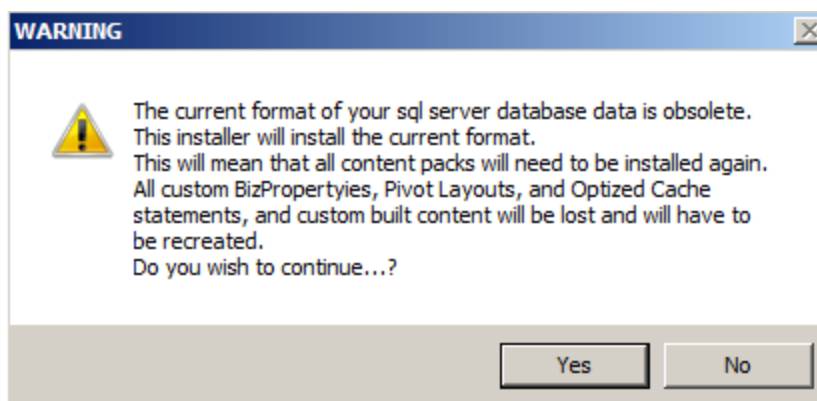 WARNING
The current format of your sql server database data is obsolete.
This installer will install the current format.
This will mean that all content packs will need to be installed again.
All custom BizPropertyies, Pivot Layouts, and Optized Cache
statements, and custom built content will be lost and will have to
be recreated.
Do you wish to continue...?
Yes
No